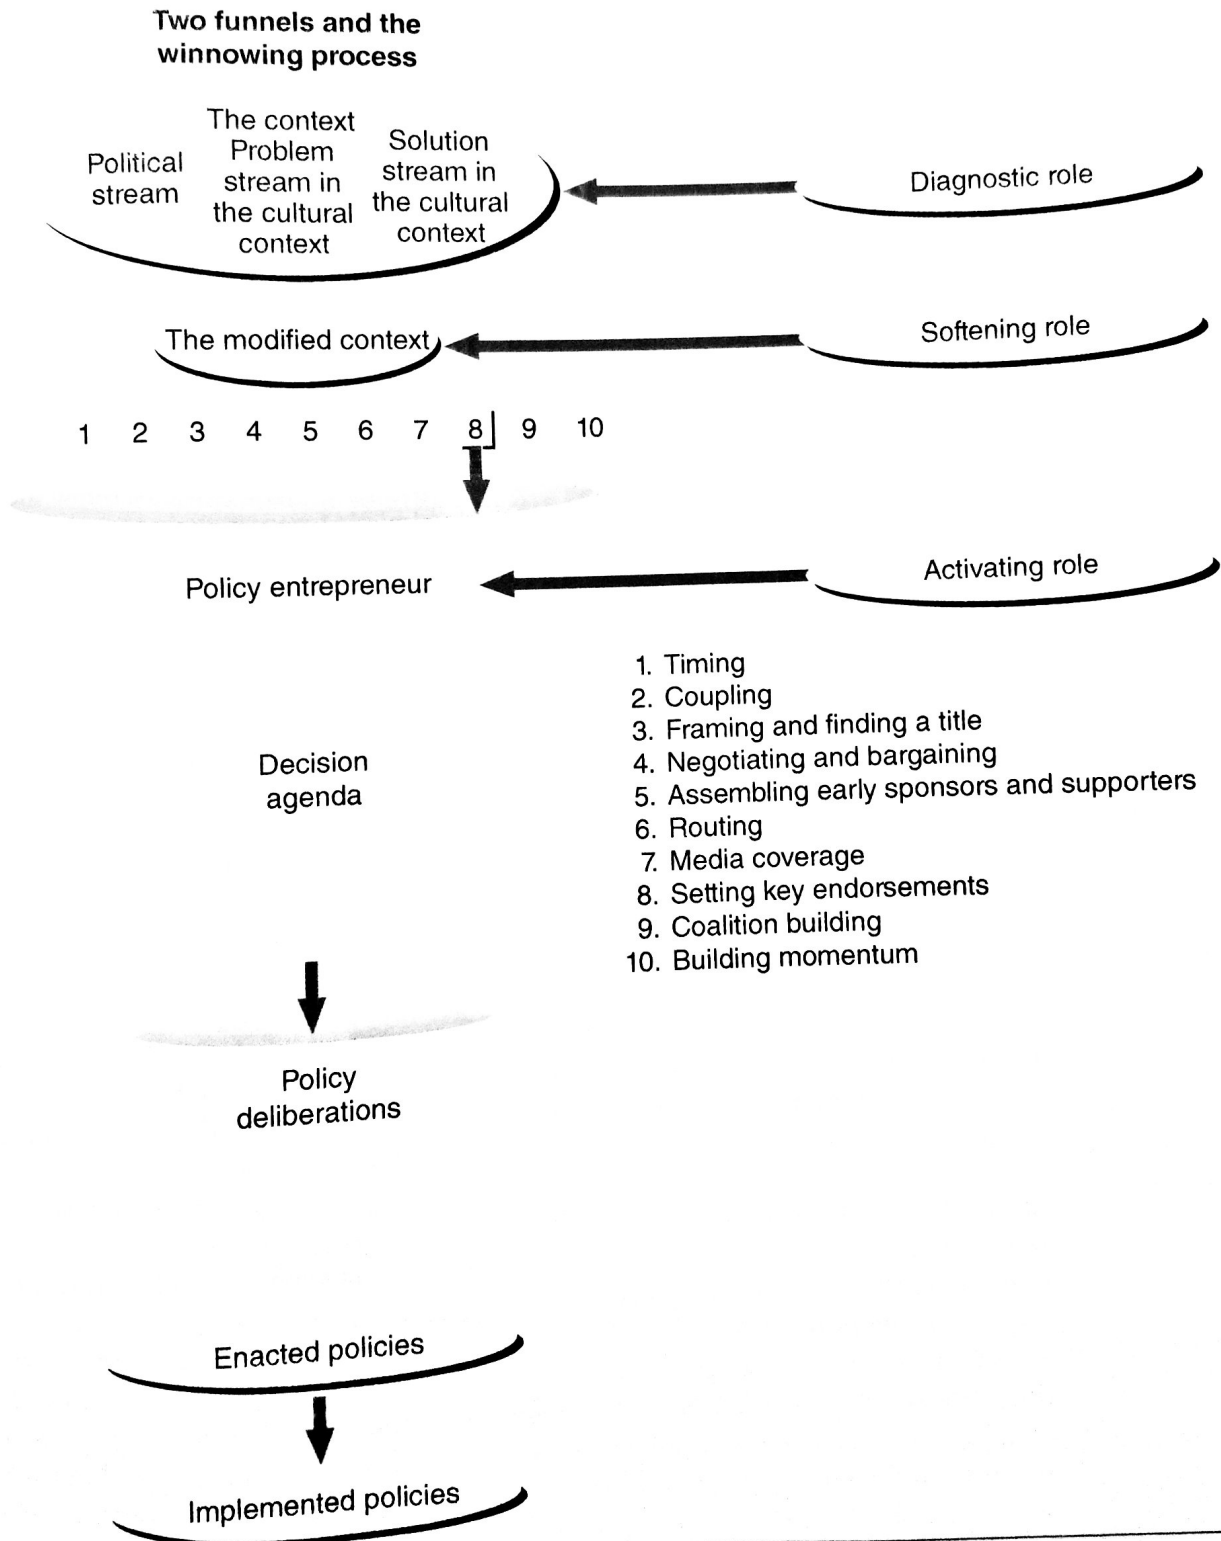 Two funnels and the
winnowing process
Political
stream
The context
Problem
stream in
the cultural
context
Solution
stream in
the cultural
context
Diagnostic role
The modified context
Softening role
1 2 3 4 5 6 7 8 9 10
Policy entrepreneur
Activating role
1. Timing
2. Coupling
3. Framing and finding a title
4. Negotiating and bargaining
5. Assembling early sponsors and supporters
6. Routing
7. Media coverage
8. Setting key endorsements
9. Coalition building
10. Building momentum
Decision
agenda
Policy
deliberations
Enacted policies
Implemented policies